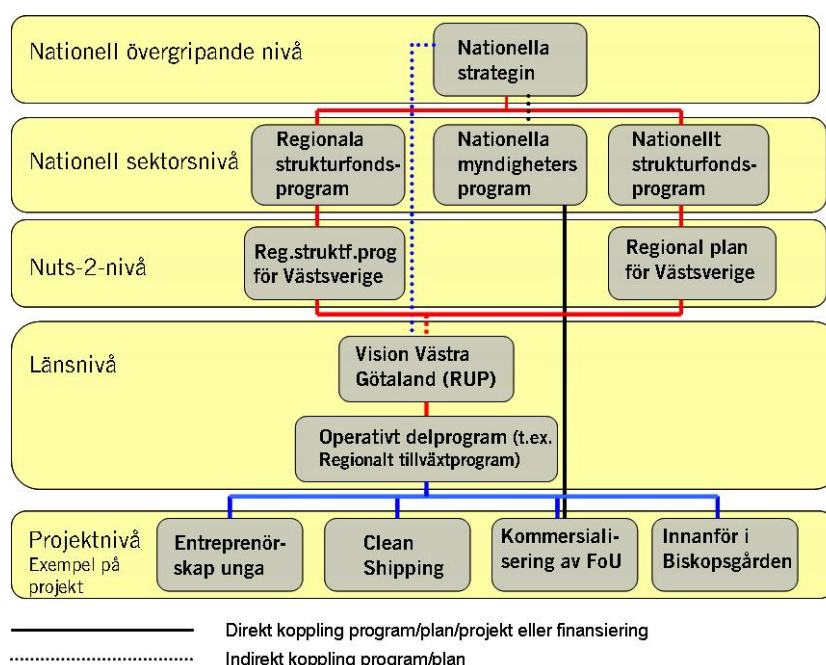 Nationell övergripande nivå
Nationella
strategin
Nationell sektorsnivå
Regionala
strukturfonds-
program
Nationella
myndigheters
program
Nationellt
strukturfonds-
program
Nuts-2-nivå
Reg.struktf.prog
för Västsverige
Regional plan
för Västsverige
Länsnivå
Vision Västra
Götaland (RUP)
Operativt delprogram (t.ex.
Regionalt tillväxtprogram)
Projektnivå
Exempel på
projekt
Entreprenör-
skap unga
Clean
Shipping
Kommersiali-
sering av FoU
Innanför i
Biskopsgården
Direkt koppling program/plan/projekt eller finansiering
Indirekt koppling program/plan